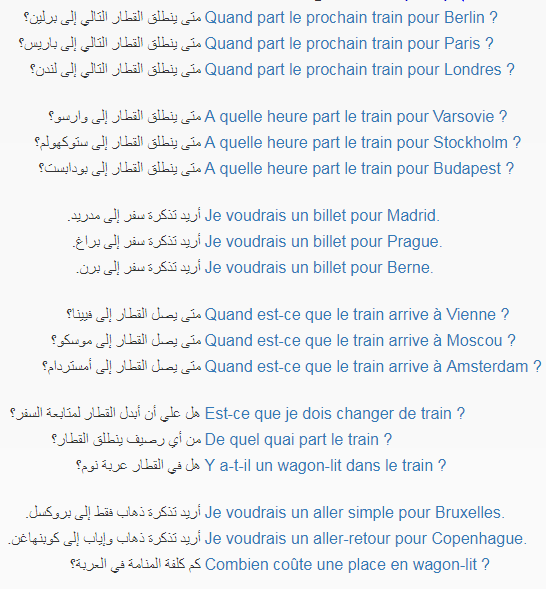 متى ينطلق القطار التالي إلى برلين؟ Quand part le prochain train pour Berlin ?
متى ينطلق القطار التالي إلى باريس؟ Quand part le prochain train pour Paris ?
متى ينطلق القطار التالي إلى لندن؟ Quand part le prochain train pour Londres ?
متى ينطلق القطار إلى وارسو؟ A quelle heure part le train pour Varsovie ?
متى ينطلق القطار إلى ستوكهولم؟ A quelle heure part le train pour Stockholm ?
متى ينطلق القطار إلى بودابست؟ A quelle heure part le train pour Budapest ?
أريد تذكرة سفر إلى مدريد. Je voudrais un billet pour Madrid.
أريد تذكرة سفر إلى براغ. Je voudrais un billet pour Prague.
أريد تذكرة سفر إلى برن. Je voudrais un billet pour Berne.
متى يصل القطار إلى فيينا؟ Quand est-ce que le train arrive à Vienne ?
متى يصل القطار إلى موسكو؟ Quand est-ce que le train arrive à Moscou ?
متى يصل القطار إلى أمستردام؟ Quand est-ce que le train arrive à Amsterdam ?
هل علي أن أبدل القطار لمتابعة السفر؟ Est-ce que je dois changer de train ?
من أي رصيف ينطلق القطار؟ De quel quai part le train ?
هل في القطار عربة نوم؟ Y a-t-il un wagon-lit dans le train ?
أريد تذكرة ذهاب فقط إلى بروكسل. Je voudrais un aller simple pour Bruxelles.
أريد تذكرة ذهاب وإياب إلى كوبنهاغن. Je voudrais un aller-retour pour Copenhague.
كم كلفة المنامة في العربة؟ Combien coûte une place en wagon-lit ?